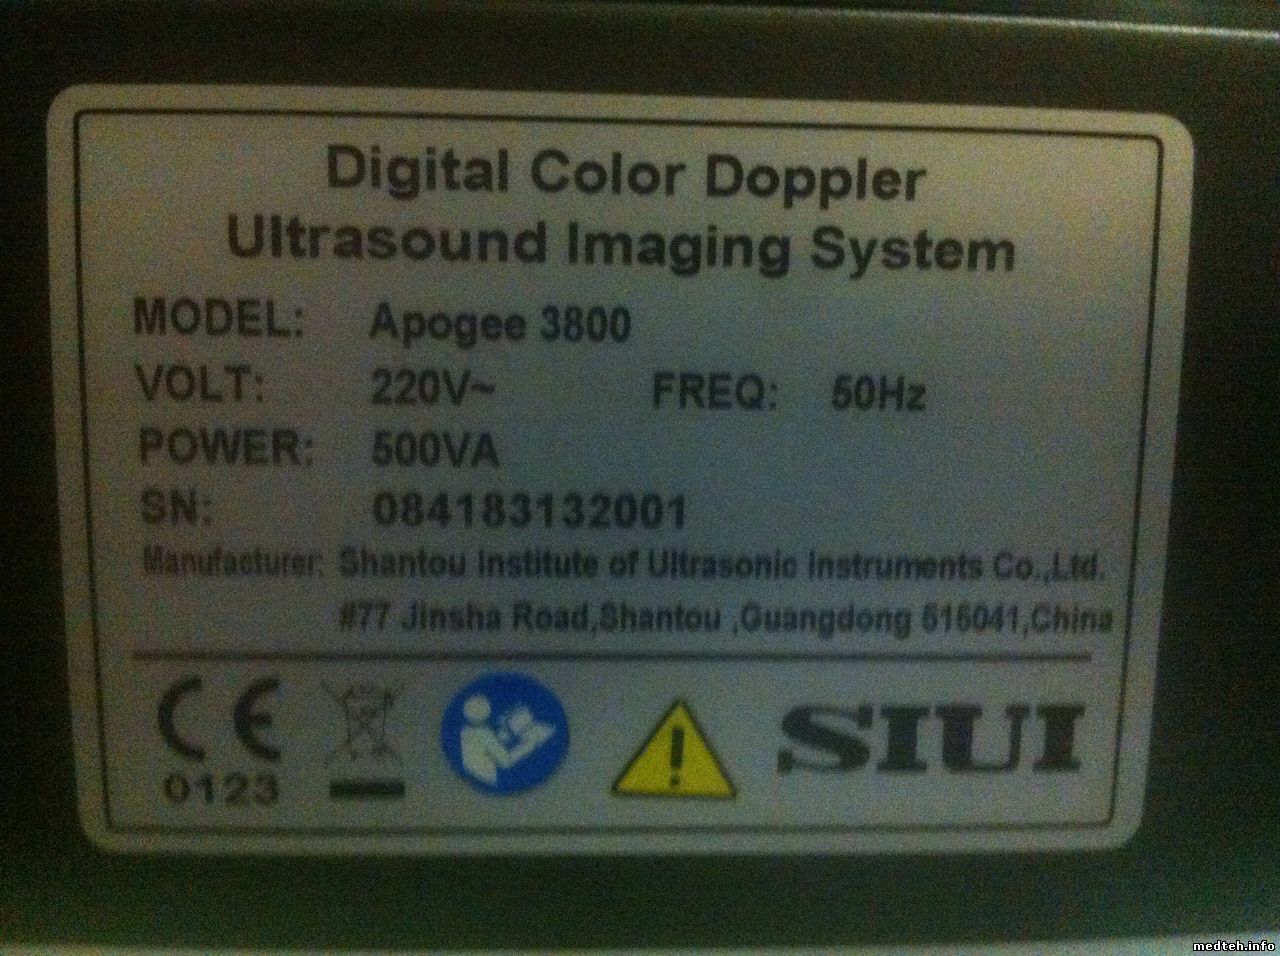 Digital Color Doppler
Ultrasound Imaging System
MODEL: Apogee 3800
VOLT: 220V~ FREQ: 50Hz
POWER: 500VA
SN: 084183132001
Manufacturer: Shantou Institute of Ultrasonic Instruments Co.,Ltd.
#77 Jinsha Road,Shantou ,Guangdong 515041,China
CE SIUI
0123
medteh.info